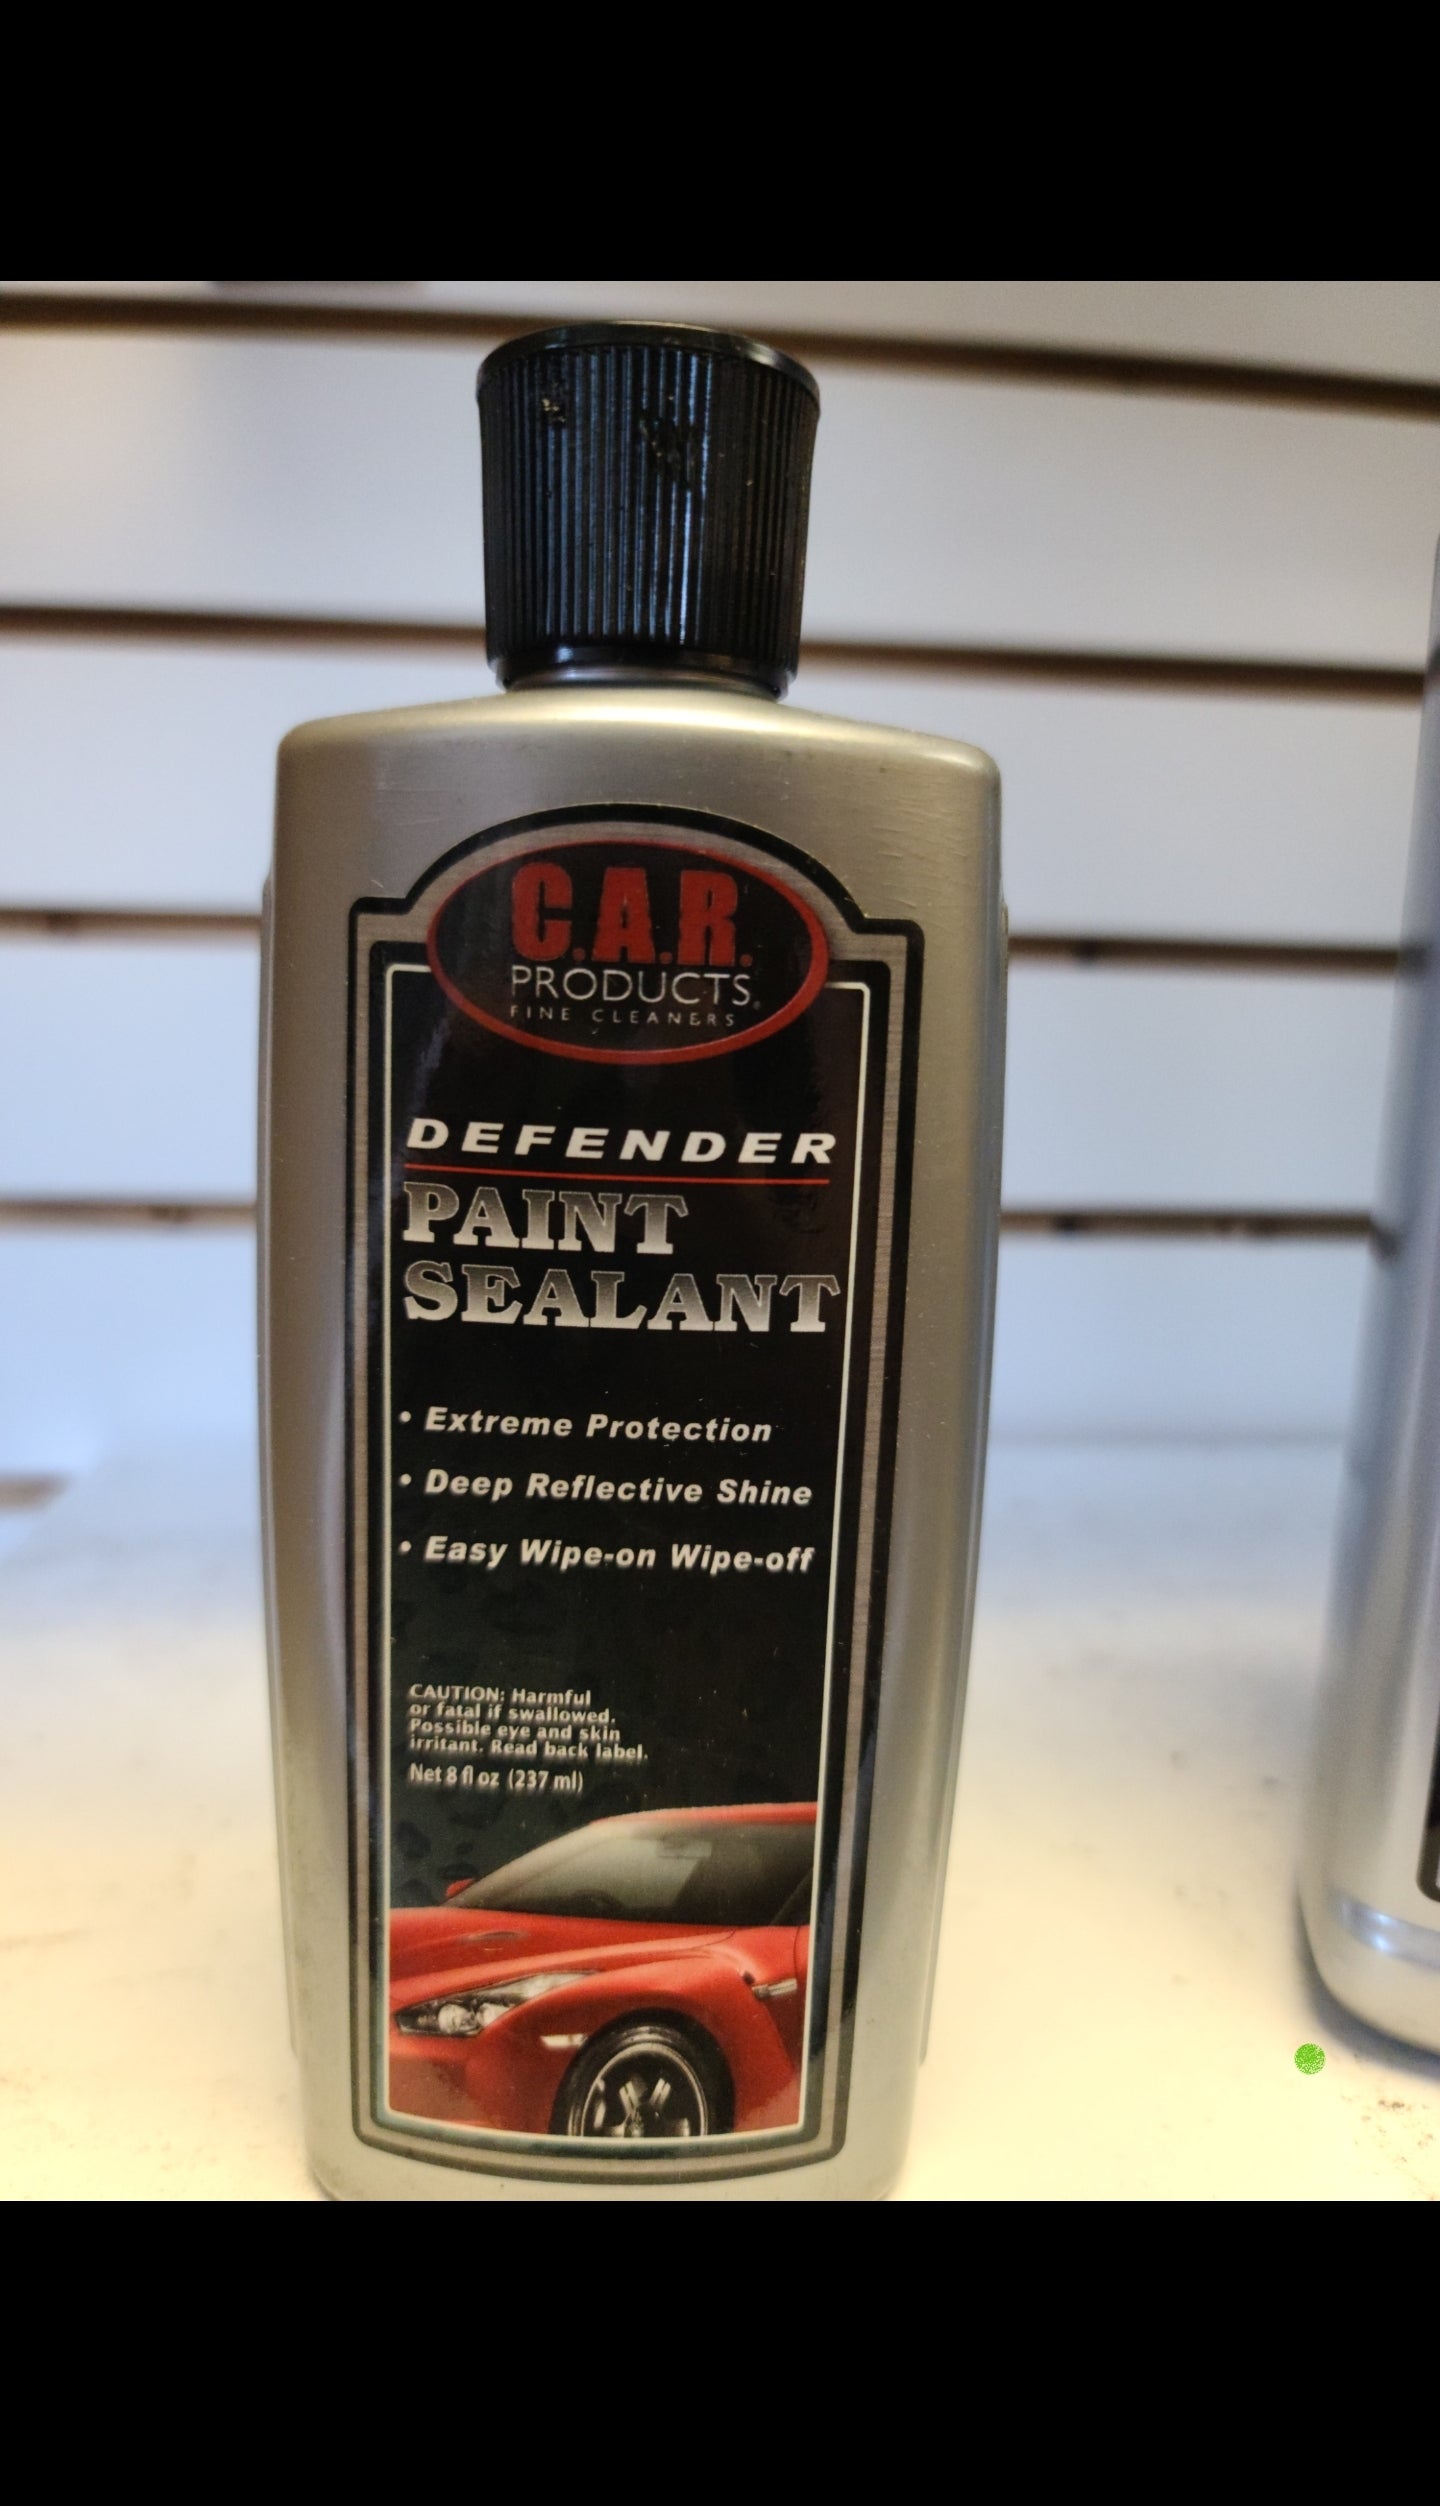 C.A.R.
PRODUCTS®
FINE CLEANERS
DEFENDER
PAINT
SEALANT
• Extreme Protection
• Deep Reflective Shine
• Easy Wipe-on Wipe-off
CAUTION: Harmful
or fatal if swallowed.
Possible eye and skin
irritant. Read back label.
Net 8 fl oz (237 ml)